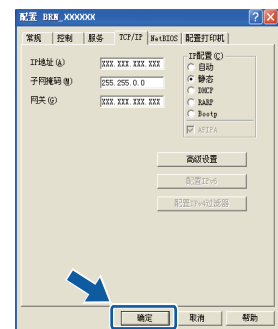 配置 BRN_XXXXXX
常规 控制 服务 TCP/IP NetBIOS 配置打印机
IP地址(A) XXX.XXX.XXX.XXX
子网掩码(M) 255.255.0.0
网关(G) XXX.XXX.XXX.XXX
IP配置(C)
自动
静态
DHCP
RARP
Bootp
APIPA
高级设置
配置IPv6
配置IPv4过滤器
确定 取消 帮助